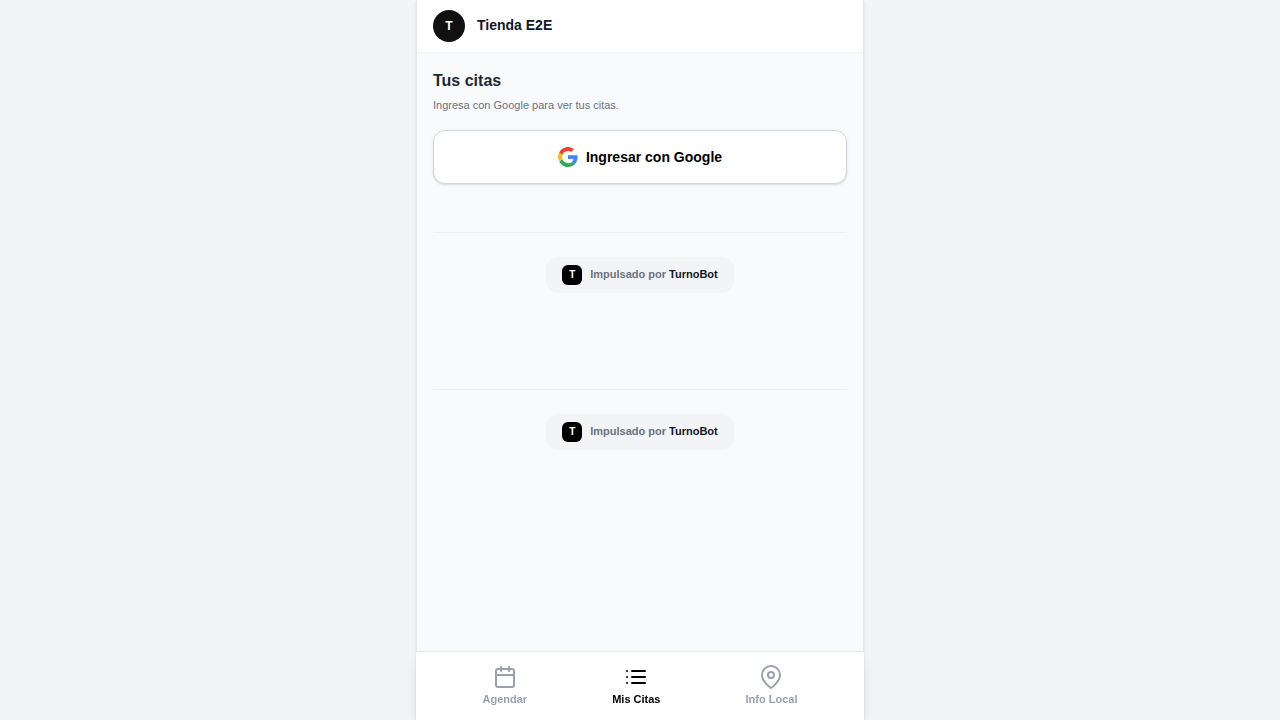 T
Tienda E2E
Tus citas
Ingresa con Google para ver tus citas.
Ingresar con Google
T
Impulsado por TurnoBot
T
Impulsado por TurnoBot
Agendar
Mis Citas
Info Local